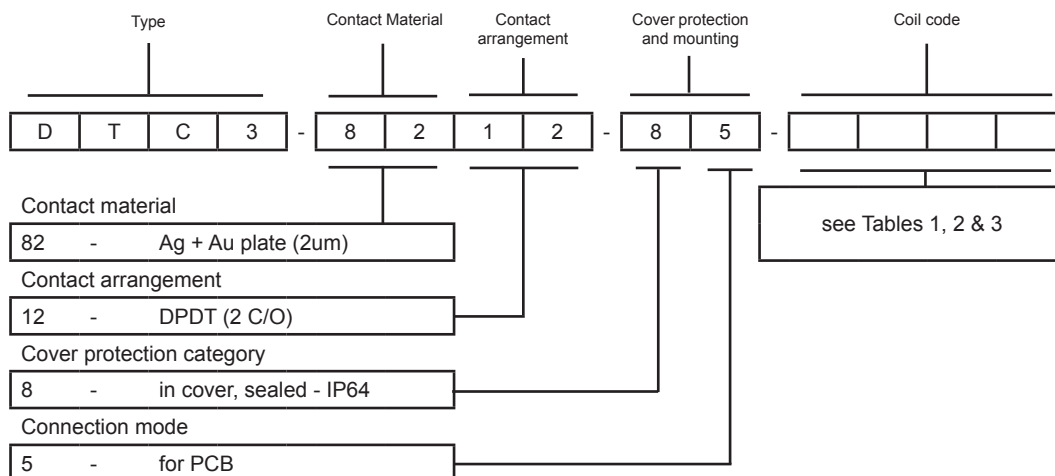 Type
Contact Material
Contact
arrangement
Cover protection
and mounting
Coil code
D T C 3 - 8 2 1 2 - 8 5 -
Contact material
82 - Ag + Au plate (2um)
see Tables 1, 2 & 3
Contact arrangement
12 - DPDT (2 C/O)
Cover protection category
8 - in cover, sealed - IP64
Connection mode
5 - for PCB